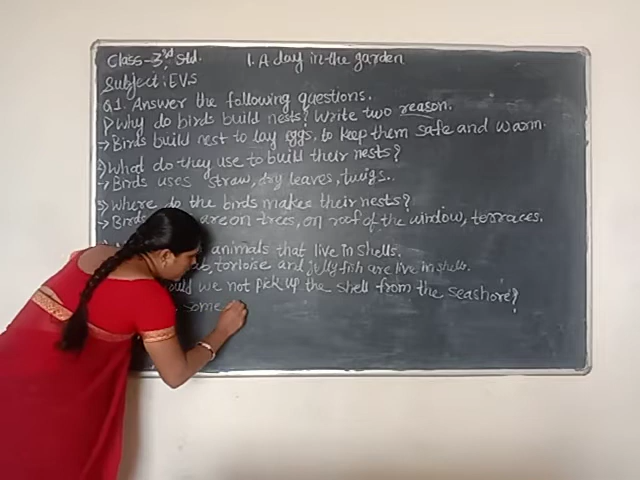 Class-3rd Std. 1. A day in the garden
Subject: EVS
Q1. Answer the following questions.
1) Why do birds build nests? Write two reason.
→ Birds build nest to lay eggs, to keep them safe and warm.
2) What do they use to build their nests?
→ Birds uses straw, dry leaves, twigs..
3) Where do the birds makes their nests?
→ Birds are on trees, on roof of the window, terraces.
animals that live in shells.
tortoise and jelly fish are live in shells.
we not pick up the shell from the seashore?
some